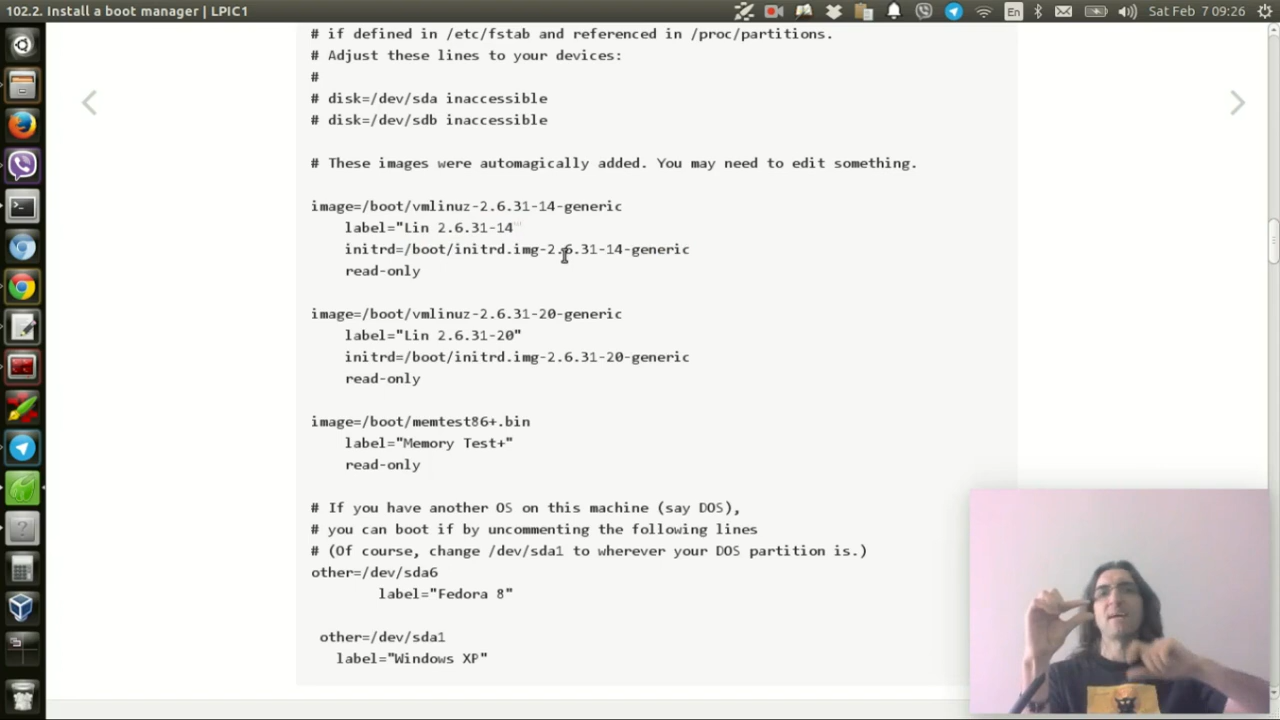 102.2. Install a boot manager | LPIC1
En
Sat Feb 7 09:26
# if defined in /etc/fstab and referenced in /proc/partitions.
# Adjust these lines to your devices:
#
# disk=/dev/sda inaccessible
# disk=/dev/sdb inaccessible
# These images were automagically added. You may need to edit something.
image=/boot/vmlinuz-2.6.31-14-generic
label="Lin 2.6.31-14"
initrd=/boot/initrd.img-2.6.31-14-generic
read-only
image=/boot/vmlinuz-2.6.31-20-generic
label="Lin 2.6.31-20"
initrd=/boot/initrd.img-2.6.31-20-generic
read-only
image=/boot/memtest86+.bin
label="Memory Test+"
read-only
# If you have another OS on this machine (say DOS),
# you can boot if by uncommenting the following lines
# (Of course, change /dev/sda1 to wherever your DOS partition is.)
other=/dev/sda6
label="Fedora 8"
other=/dev/sda1
label="Windows XP"